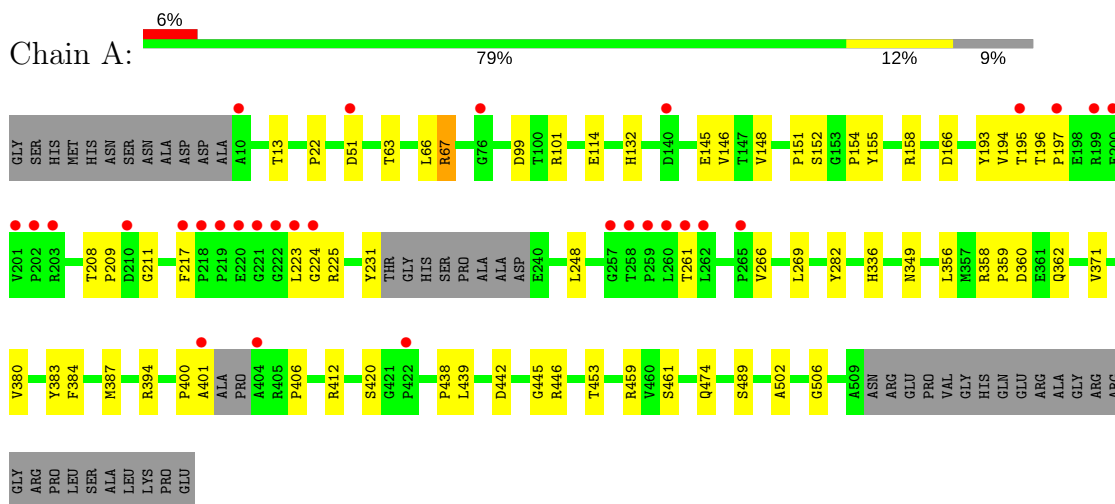 6%
Chain A:
79% 12% 9%
GLY SER HIS MET HIS ASN SER ASN ALA ASP ASP ALA A10 T13 P22 D51 T63 L66 R67 G76 D99 T100 R101 E114 H132 D140 E145 V146 T147 V148 P151 S152 G153 P154 Y155 R158 D166 Y193 V194 T195 T196 P197 E198 R199 E200
V201 P202 R203 T208 P209 D210 G211 F217 P218 P219 E220 G221 G222 L223 G224 R225 Y231 THR GLY HIS SER PRO ALA ALA ASP E240 L248 G257 T258 P259 L260 T261 L262 P265 V266 L269 Y282 H336 N349 L356 M357 R358 P359 D360 E361 Q362 V371
V380 Y383 F384 M387 R394 P400 A401 ALA PRO A404 R405 P406 R412 S420 G421 P422 P438 L439 D442 G445 R446 T453 R459 V460 S461 Q474 S489 A502 G506 A509 ASN ARG GLU PRO VAL GLY HIS GLN GLU ARG ALA GLY ARG ARG
GLY ARG PRO LEU SER ALA LEU LYS PRO GLU